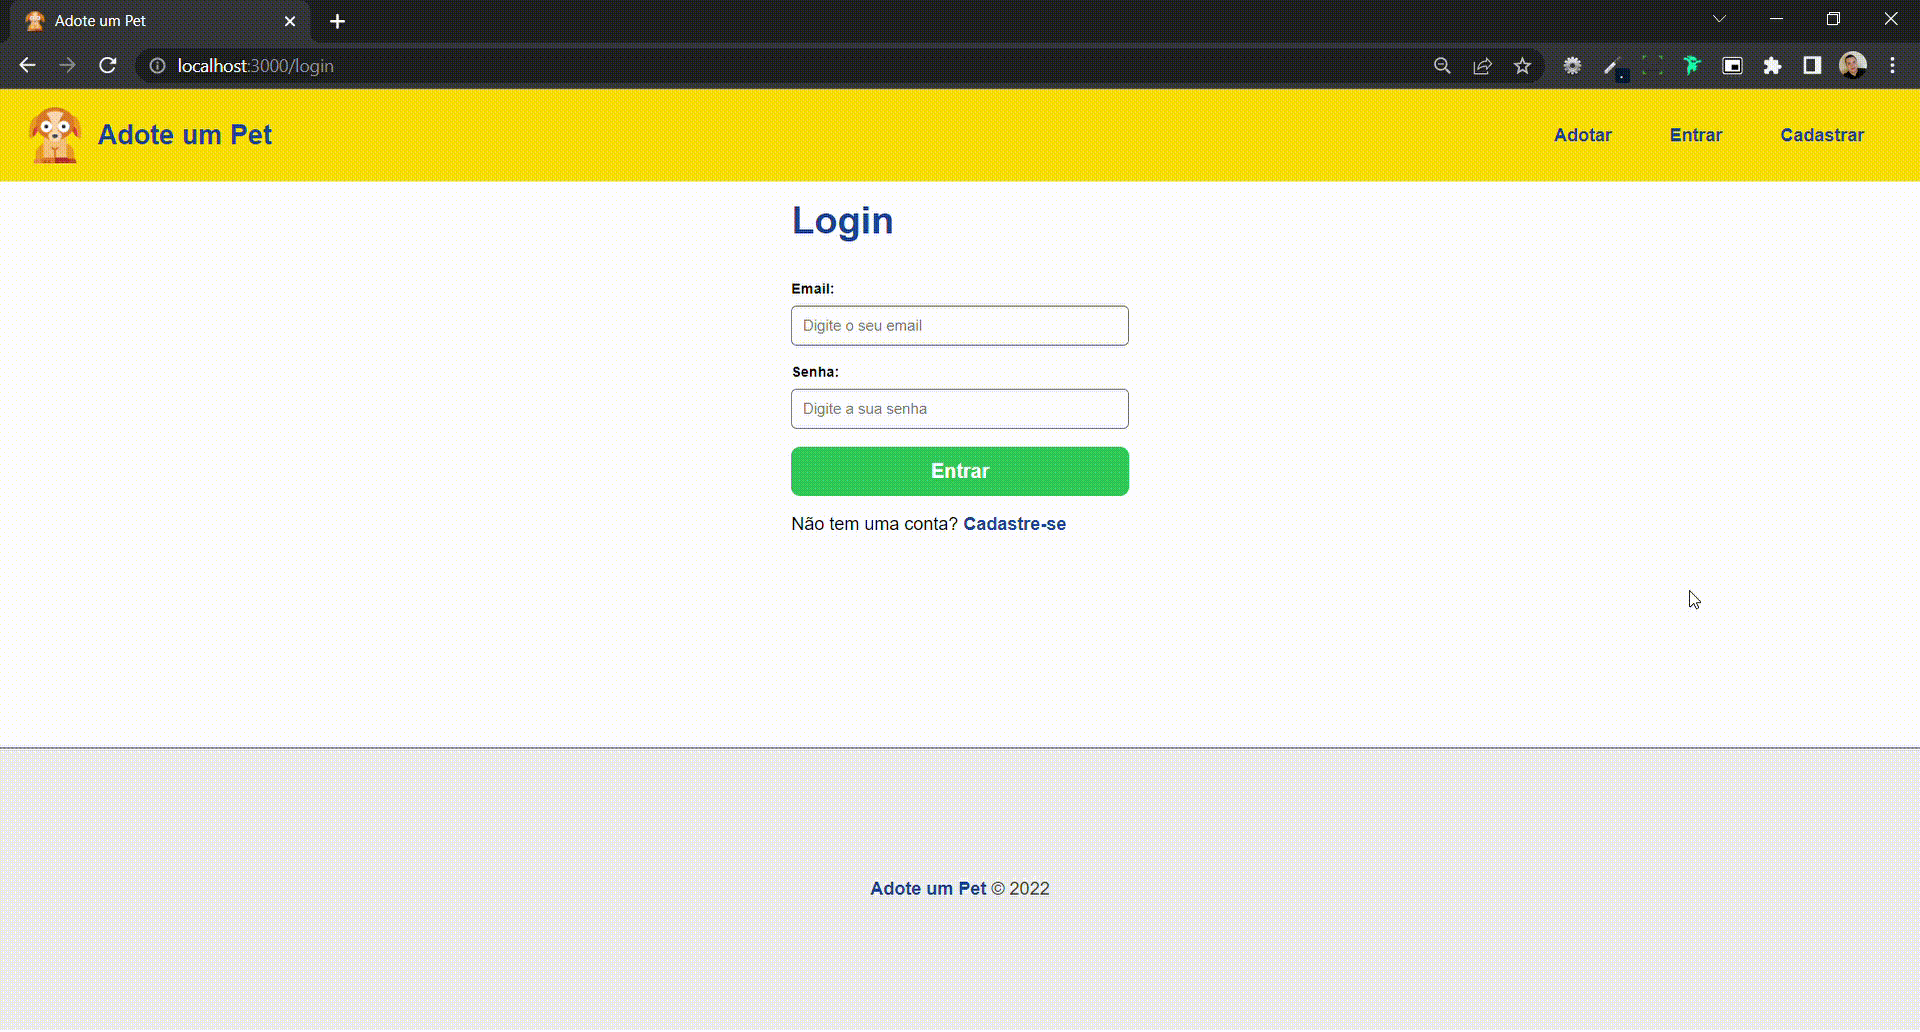 Adote um Pet
localhost:3000/login
Adote um Pet
Adotar
Entrar
Cadastrar
Login
Email:
Digite o seu email
Senha:
Digite a sua senha
Entrar
Não tem uma conta? Cadastre-se
Adote um Pet © 2022